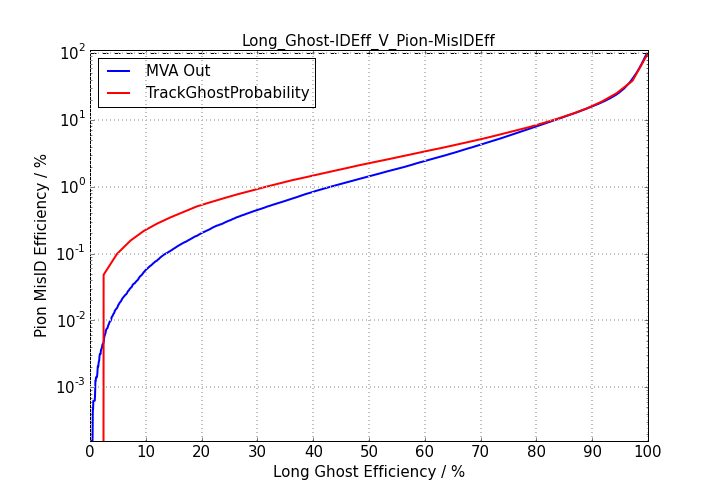 Long_Ghost-IDEff_V_Pion-MisIDEff
MVA Out
TrackGhostProbability
Pion MisID Efficiency / %
10²
10¹
10⁰
10⁻¹
10⁻²
10⁻³
0 10 20 30 40 50 60 70 80 90 100
Long Ghost Efficiency / %